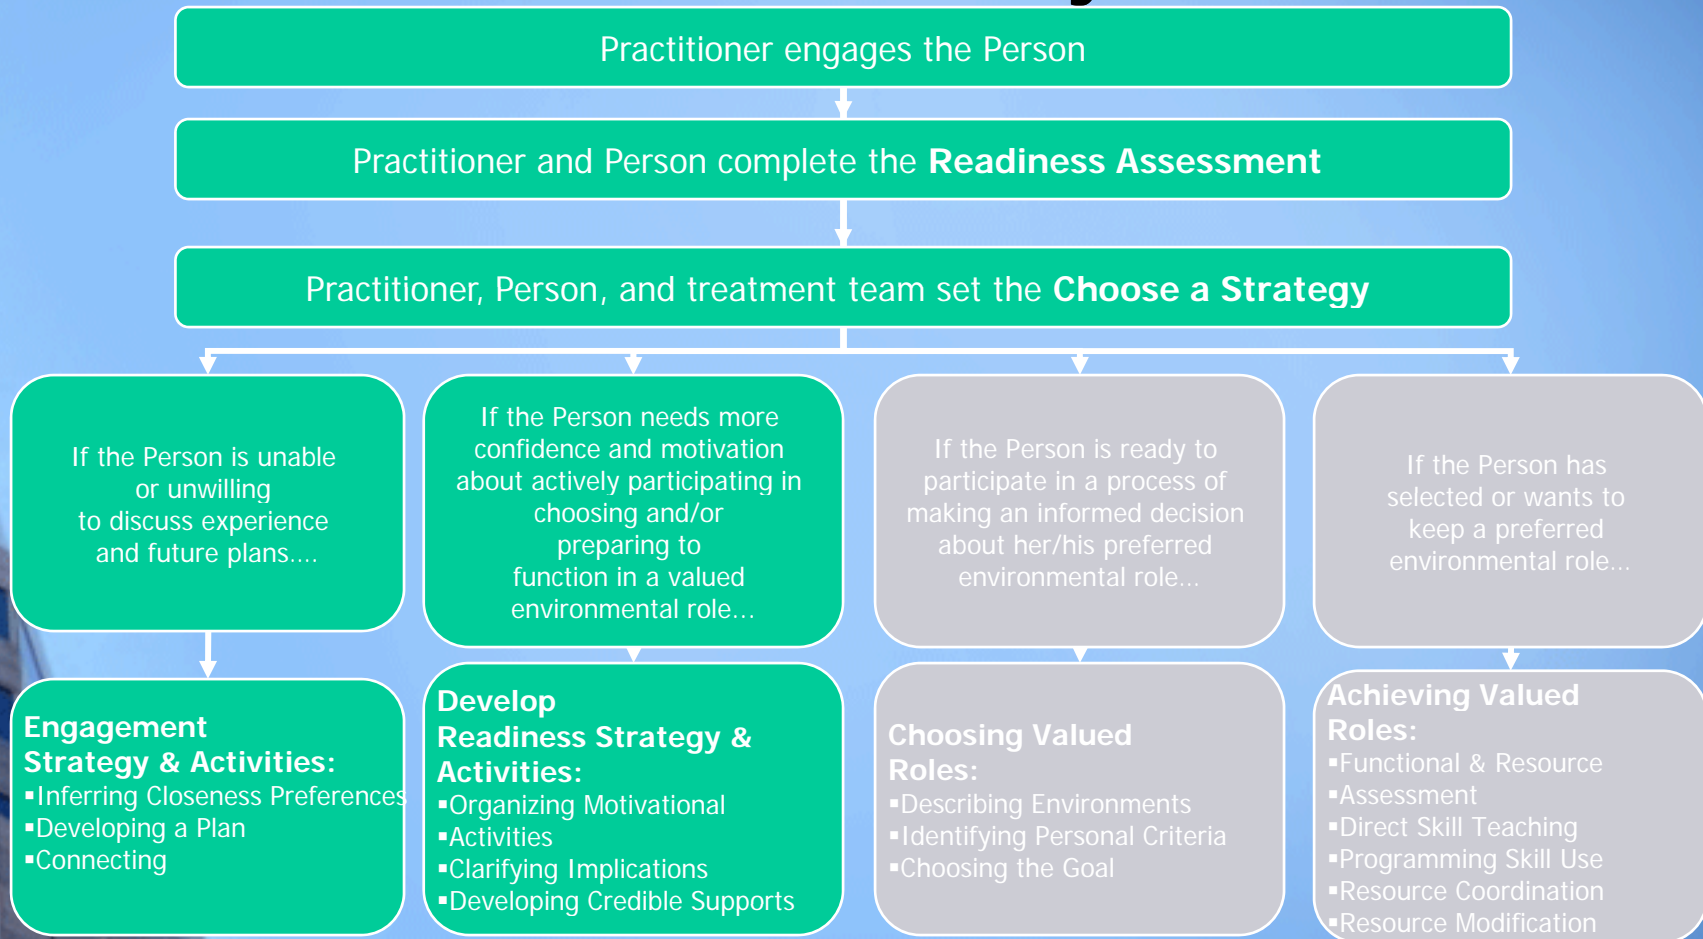 Practitioner engages the Person
Practitioner and Person complete the Readiness Assessment
Practitioner, Person, and treatment team set the Choose a Strategy
If the Person is unable
or unwilling
to discuss experience
and future plans....
If the Person needs more
confidence and motivation
about actively participating in
choosing and/or
preparing to
function in a valued
environmental role...
If the Person is ready to
participate in a process of
making an informed decision
about her/his preferred
environmental role...
If the Person has
selected or wants to
keep a preferred
environmental role...
Engagement
Strategy & Activities:
▪Inferring Closeness Preferences
▪Developing a Plan
▪Connecting
Develop
Readiness Strategy &
Activities:
▪Organizing Motivational
▪Activities
▪Clarifying Implications
▪Developing Credible Supports
Choosing Valued
Roles:
▪Describing Environments
▪Identifying Personal Criteria
▪Choosing the Goal
Achieving Valued
Roles:
▪Functional & Resource
▪Assessment
▪Direct Skill Teaching
▪Programming Skill Use
▪Resource Coordination
▪Resource Modification